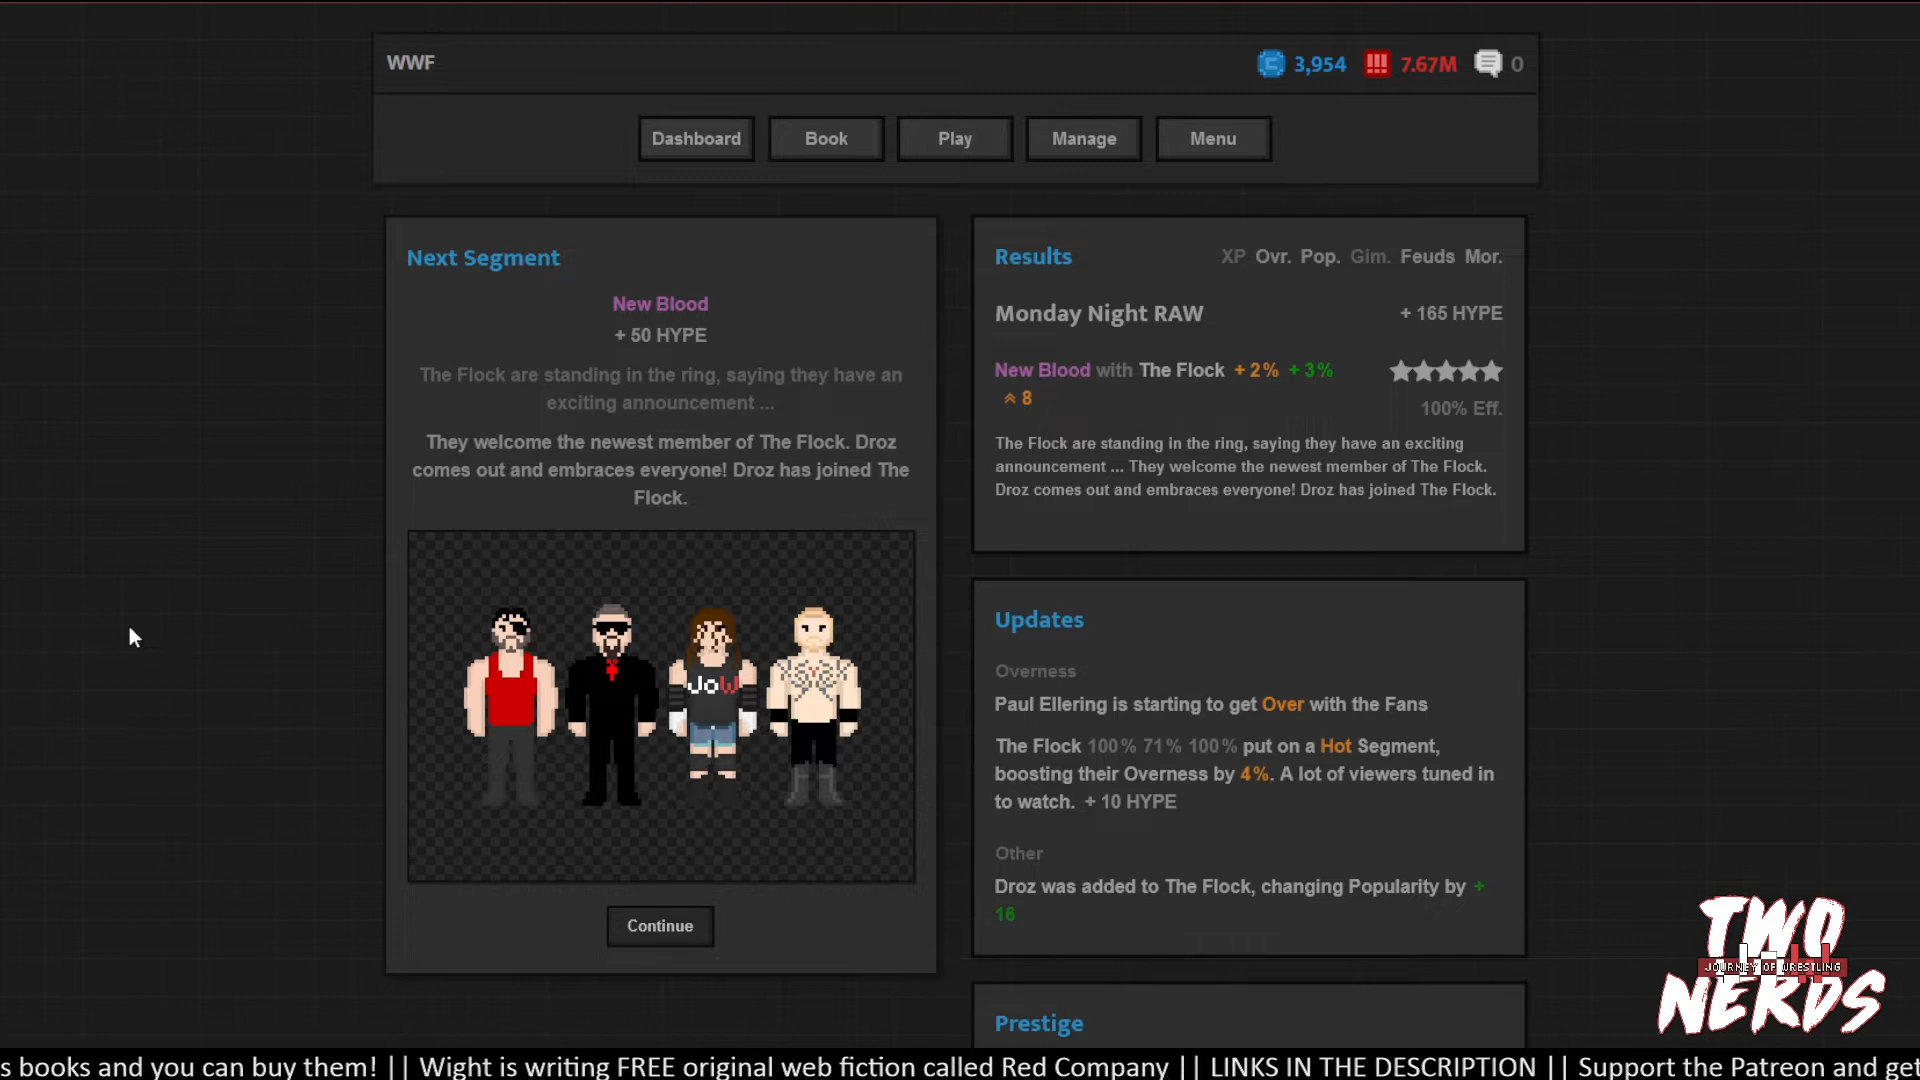 WWF
3,954
7.67M
0
Dashboard
Book
Play
Manage
Menu
Next Segment
New Blood
+ 50 HYPE
The Flock are standing in the ring, saying they have an
exciting announcement ...
They welcome the newest member of The Flock. Droz
comes out and embraces everyone! Droz has joined The
Flock.
JoW
Continue
Results
XP Ovr. Pop. Gim. Feuds Mor.
Monday Night RAW
+ 165 HYPE
New Blood with The Flock + 2% + 3%
8
100% Eff.
The Flock are standing in the ring, saying they have an exciting
announcement ... They welcome the newest member of The Flock.
Droz comes out and embraces everyone! Droz has joined The Flock.
Updates
Overness
Paul Ellering is starting to get Over with the Fans
The Flock 100% 71% 100% put on a Hot Segment,
boosting their Overness by 4%. A lot of viewers tuned in
to watch. + 10 HYPE
Other
Droz was added to The Flock, changing Popularity by +
16
Prestige
TWO
JOURNEY OF WRESTLING
NERDS
s books and you can buy them! || Wight is writing FREE original web fiction called Red Company || LINKS IN THE DESCRIPTION || Support the Patreon and get